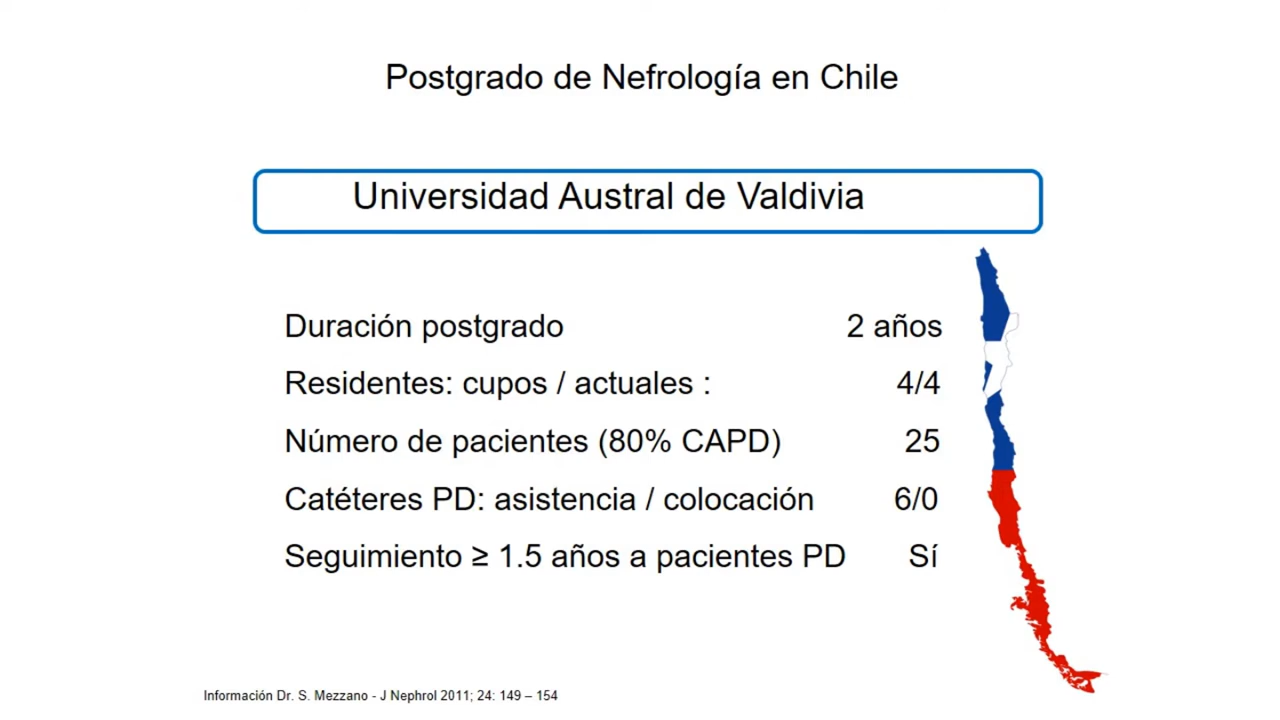 Postgrado de Nefrología en Chile
Universidad Austral de Valdivia
Duración postgrado 2 años
Residentes: cupos / actuales : 4/4
Número de pacientes (80% CAPD) 25
Catéteres PD: asistencia / colocación 6/0
Seguimiento ≥ 1.5 años a pacientes PD Sí
Información Dr. S. Mezzano - J Nephrol 2011; 24: 149 – 154